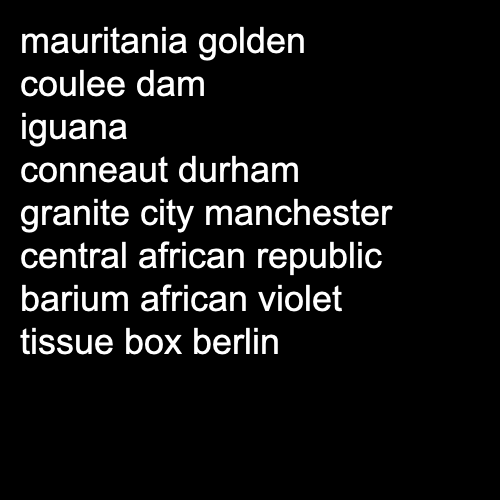 mauritania golden
coulee dam
iguana
conneaut durham
granite city manchester
central african republic
barium african violet
tissue box berlin